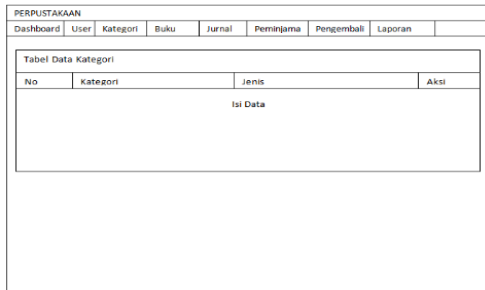 PERPUSTAKAAN
Dashboard User Kategori Buku Jurnal Peminjama Pengembali Laporan
Tabel Data Kategori
No Kategori Jenis Aksi
Isi Data